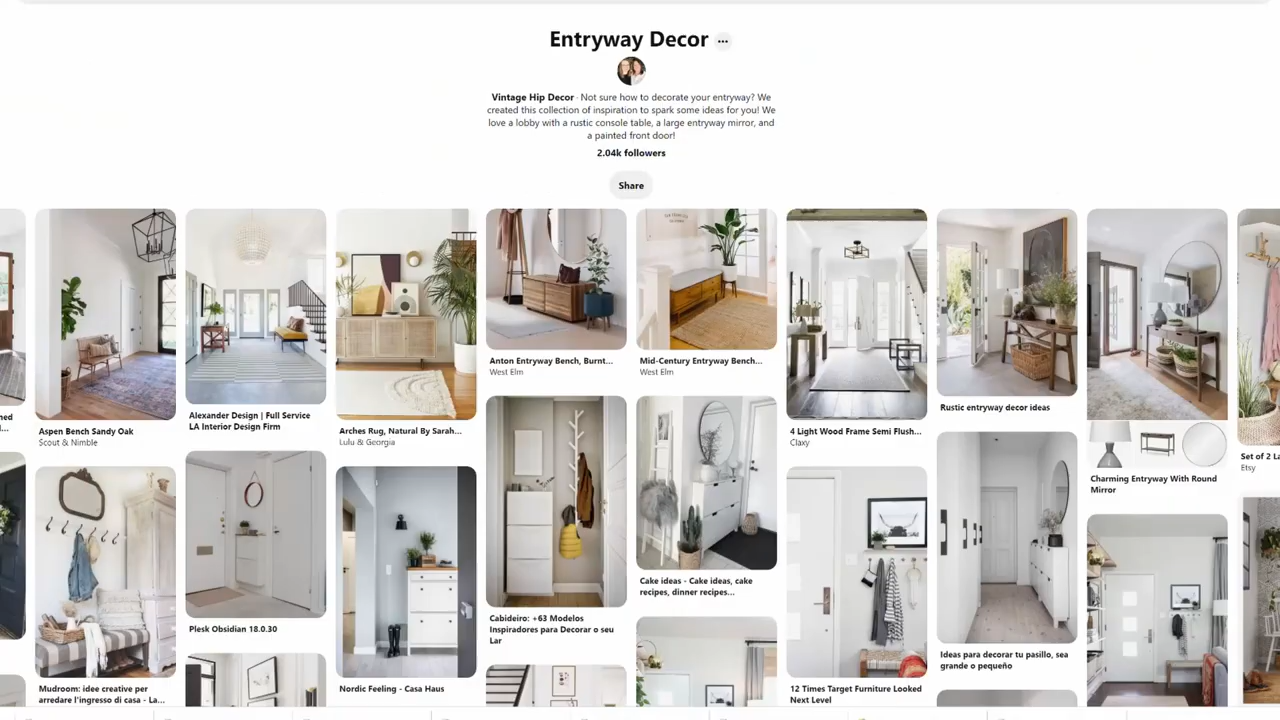 Entryway Decor ...
Vintage Hip Decor · Not sure how to decorate your entryway? We
created this collection of inspiration to spark some ideas for you! We
love a lobby with a rustic console table, a large entryway mirror, and
a painted front door!
2.04k followers
Share
Aspen Bench Sandy Oak
Scout & Nimble
Alexander Design | Full Service
LA Interior Design Firm
Arches Rug, Natural By Sarah...
Lulu & Georgia
Anton Entryway Bench, Burnt...
West Elm
Mid-Century Entryway Bench...
West Elm
4 Light Wood Frame Semi Flush...
Claxy
Rustic entryway decor ideas
Charming Entryway With Round
Mirror
Set of 2 La
Etsy
Mudroom: idee creative per
arredare l'ingresso di casa - La...
Plesk Obsidian 18.0.30
Nordic Feeling - Casa Haus
Cabideiro: +63 Modelos
Inspiradores para Decorar o seu
Lar
Cake ideas - Cake ideas, cake
recipes, dinner recipes...
12 Times Target Furniture Looked
Next Level
Ideas para decorar tu pasillo, sea
grande o pequeño